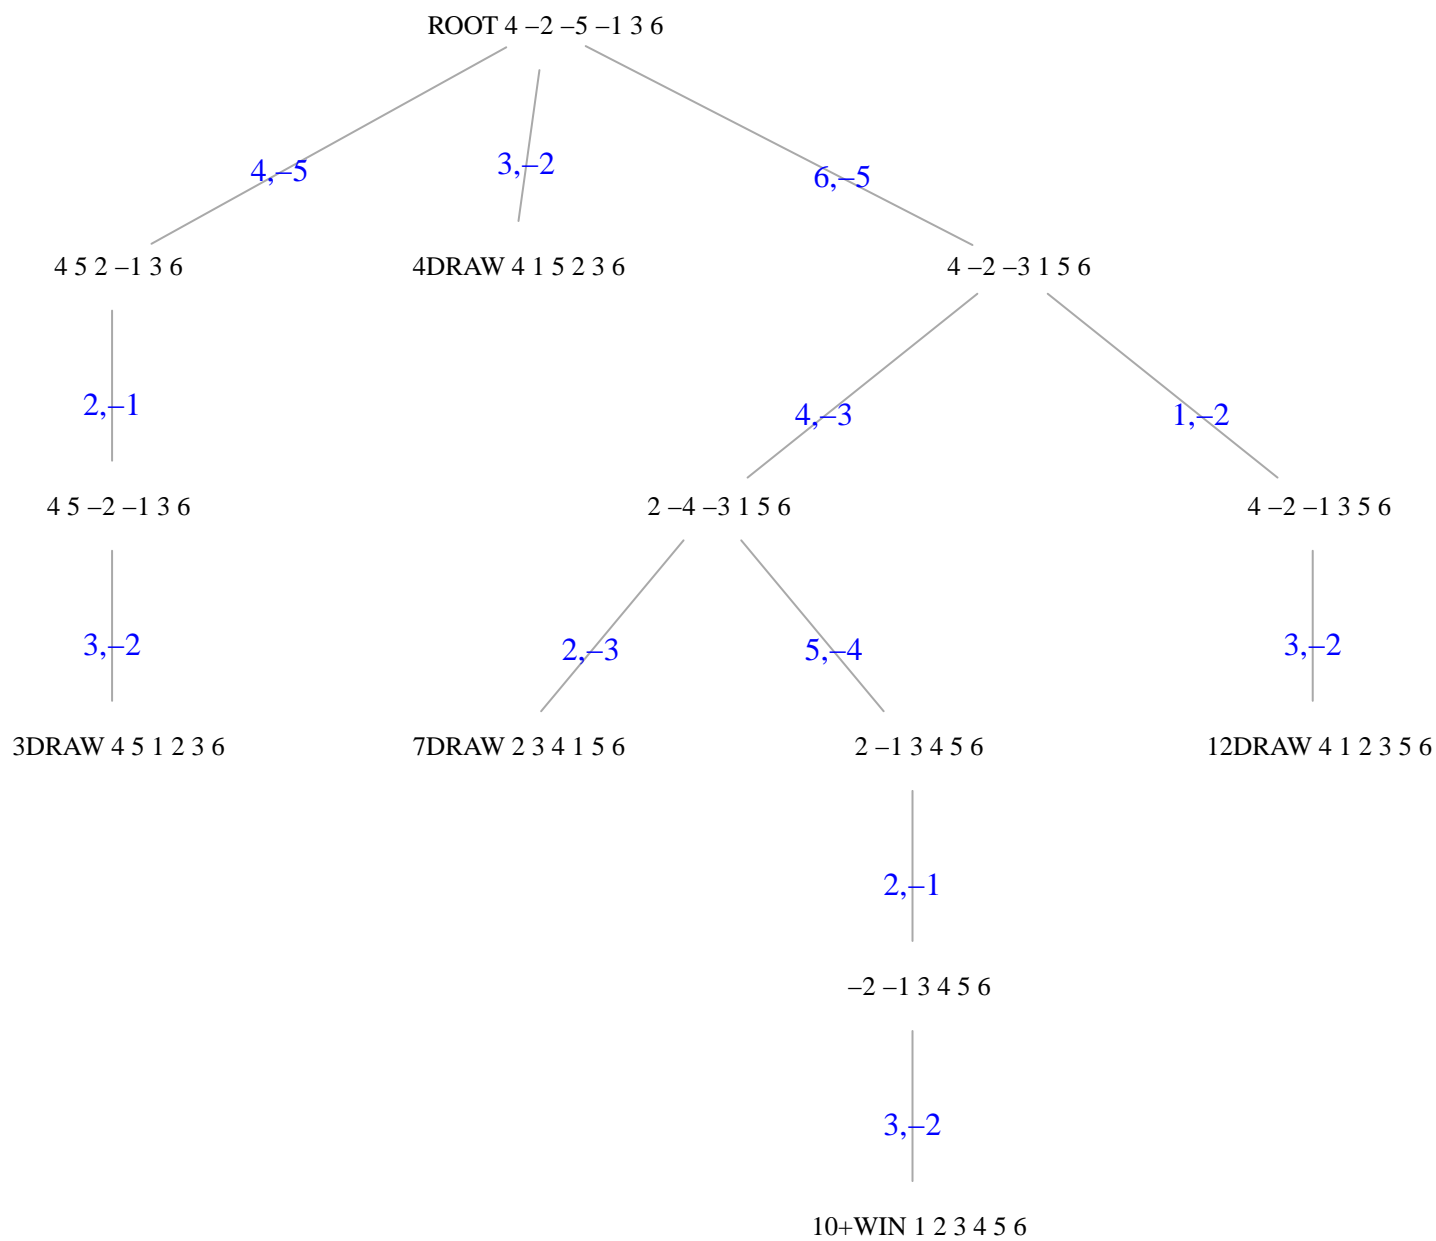 ROOT 4 –2 –5 –1 3 6
4,–5
3,–2
6,–5
4 5 2 –1 3 6
4DRAW 4 1 5 2 3 6
4 –2 –3 1 5 6
2,–1
4,–3
1,–2
4 5 –2 –1 3 6
2 –4 –3 1 5 6
4 –2 –1 3 5 6
3,–2
2,–3
5,–4
3,–2
3DRAW 4 5 1 2 3 6
7DRAW 2 3 4 1 5 6
2 –1 3 4 5 6
12DRAW 4 1 2 3 5 6
2,–1
–2 –1 3 4 5 6
3,–2
10+WIN 1 2 3 4 5 6